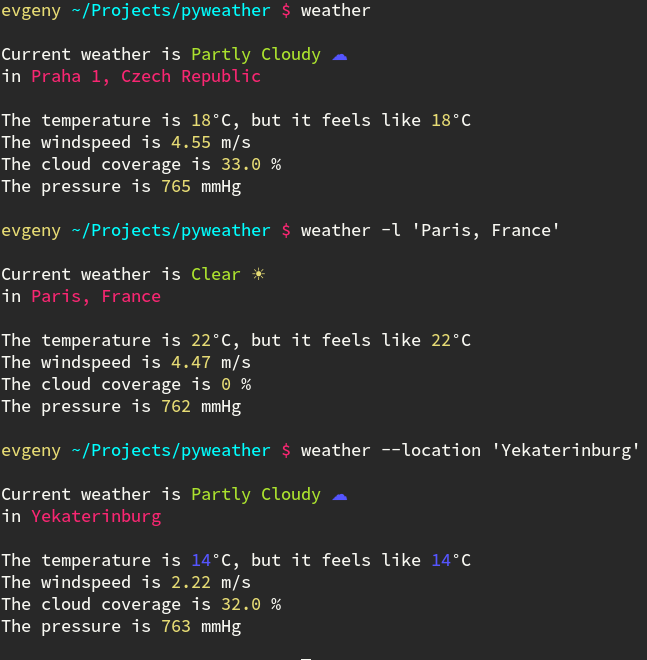 evgeny ~/Projects/pyweather $ weather
Current weather is Partly Cloudy ☁
in Praha 1, Czech Republic
The temperature is 18°C, but it feels like 18°C
The windspeed is 4.55 m/s
The cloud coverage is 33.0 %
The pressure is 765 mmHg
evgeny ~/Projects/pyweather $ weather -l 'Paris, France'
Current weather is Clear ☀
in Paris, France
The temperature is 22°C, but it feels like 22°C
The windspeed is 4.47 m/s
The cloud coverage is 0 %
The pressure is 762 mmHg
evgeny ~/Projects/pyweather $ weather --location 'Yekaterinburg'
Current weather is Partly Cloudy ☁
in Yekaterinburg
The temperature is 14°C, but it feels like 14°C
The windspeed is 2.22 m/s
The cloud coverage is 32.0 %
The pressure is 763 mmHg